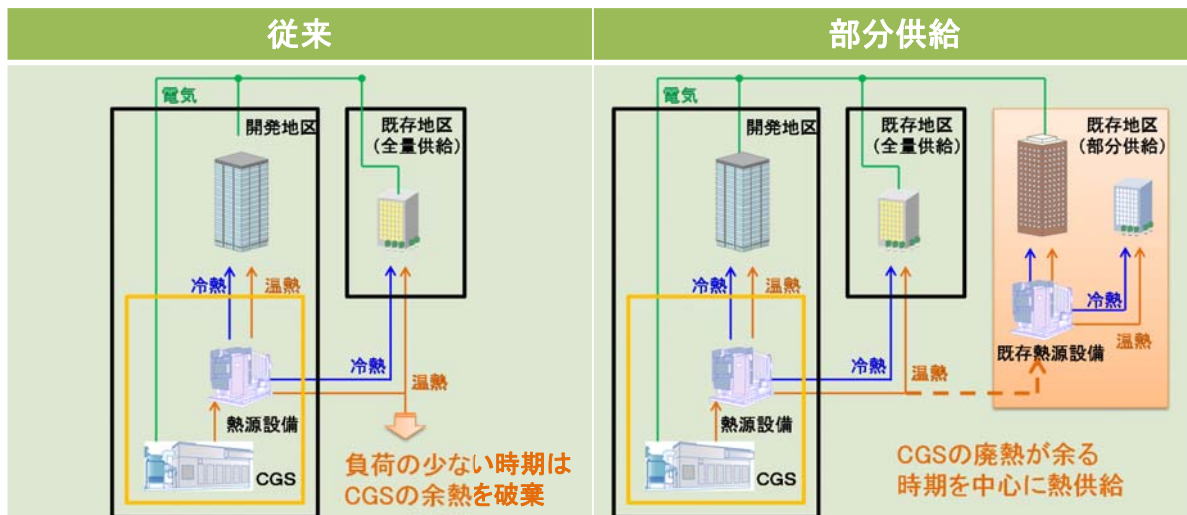 従来
電気
開発地区
既存地区
(全量供給)
冷熱
温熱
冷熱
温熱
熱源設備
CGS
負荷の少ない時期は
CGSの余熱を破棄
部分供給
電気
開発地区
既存地区
(全量供給)
既存地区
(部分供給)
冷熱
温熱
冷熱
温熱
冷熱
温熱
既存熱源設備
熱源設備
CGS
CGSの廃熱が余る
時期を中心に熱供給